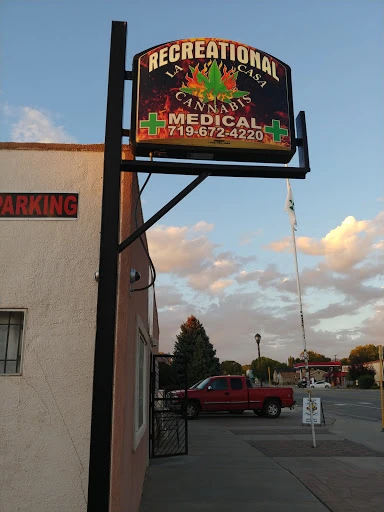 RECREATIONAL
LA CASA
CANNABIS
MEDICAL
719-672-4220
PARKING